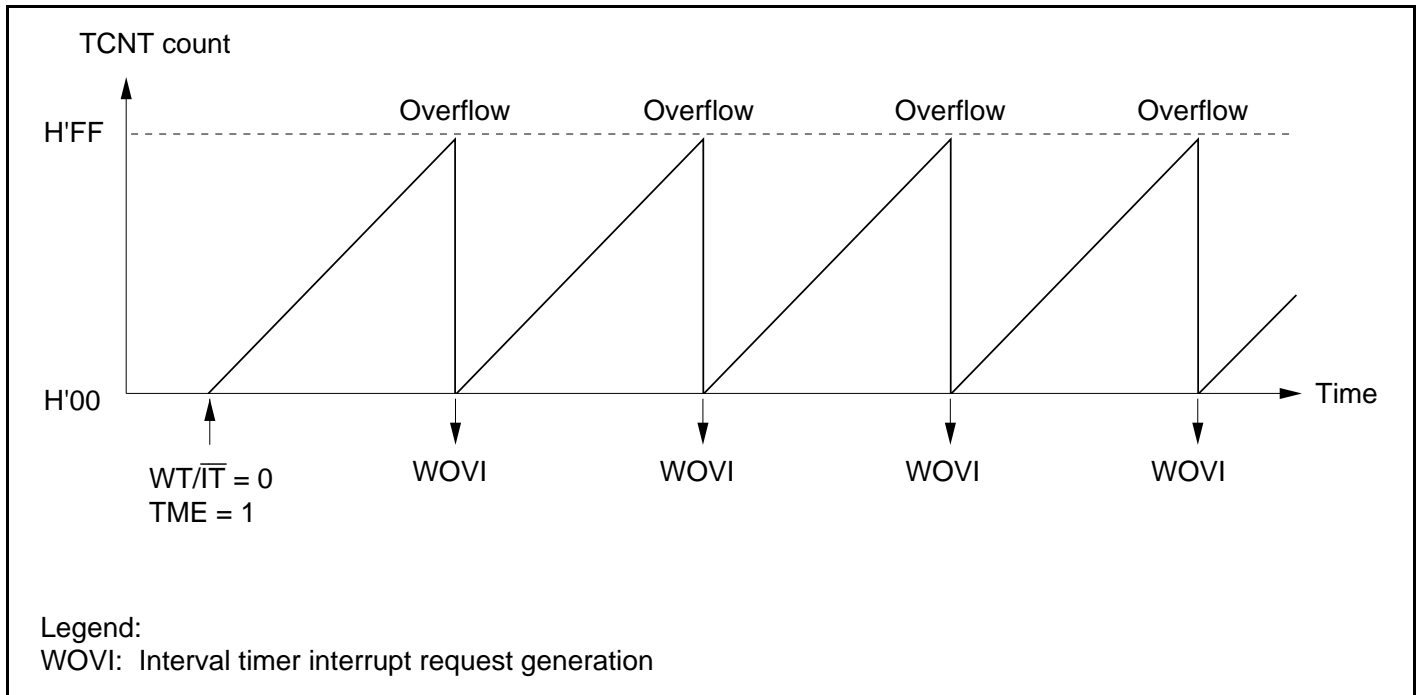 TCNT count
Overflow Overflow Overflow Overflow
H'FF
H'00
Time
WT/I̅T̅ = 0
TME = 1
WOVI WOVI WOVI WOVI
Legend:
WOVI: Interval timer interrupt request generation